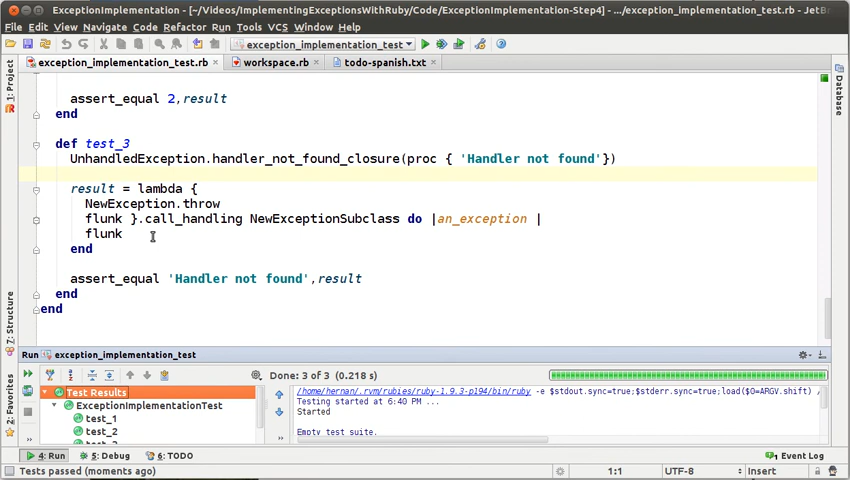 ExceptionImplementation - [~/Videos/ImplementingExceptionsWithRuby/Code/ExceptionImplementation-Step4] - .../exception_implementation_test.rb - JetBr
File Edit View Navigate Code Refactor Run Tools VCS Window Help
exception_implementation_test
exception_implementation_test.rb workspace.rb todo-spanish.txt
1: Project
Database
assert_equal 2,result
end
def test_3
UnhandledException.handler_not_found_closure(proc { 'Handler not found'})
result = lambda {
NewException.throw
flunk }.call_handling NewExceptionSubclass do |an_exception |
flunk
end
assert_equal 'Handler not found',result
end
end
7: Structure
2: Favorites
Run exception_implementation_test
Done: 3 of 3 (0.218 s)
Test Results
ExceptionImplementationTest
test_1
test_2
/home/hernan/.rvm/rubies/ruby-1.9.3-p194/bin/ruby -e $stdout.sync=true;$stderr.sync=true;load($0=ARGV.shift) /
Testing started at 6:40 PM ...
Started
Empty test suite.
4: Run 5: Debug 6: TODO Event Log
Tests passed (moments ago) 1:1 UTF-8 Insert